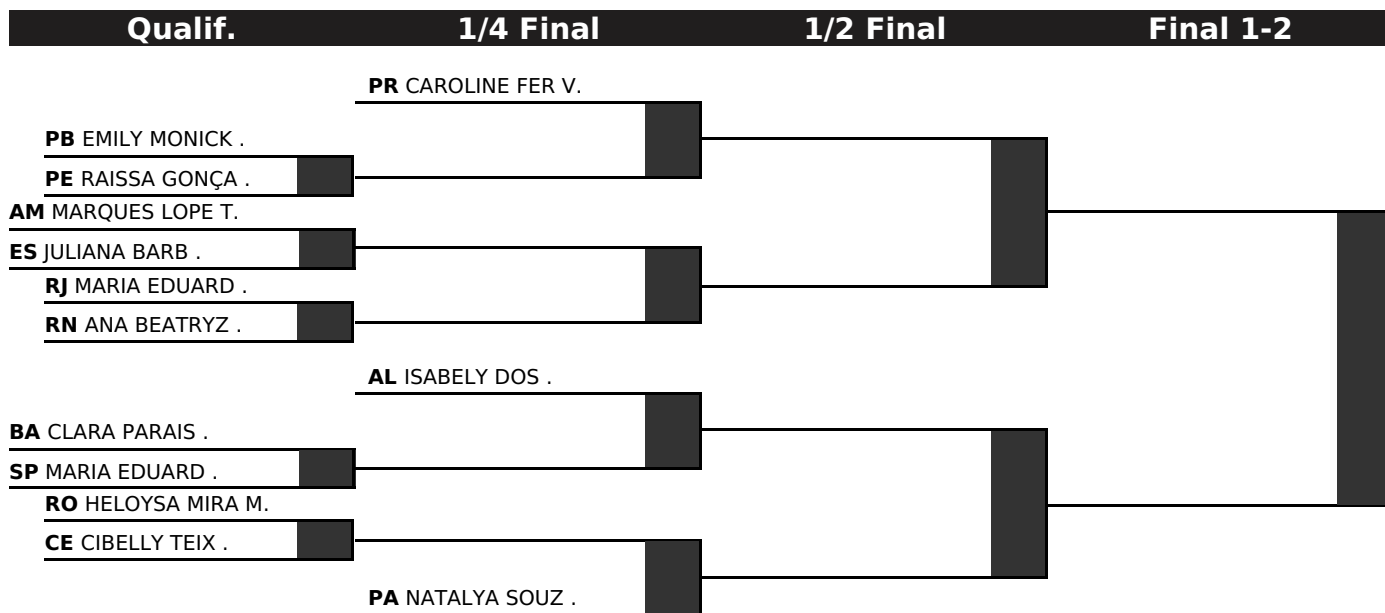 Qualif. 1/4 Final 1/2 Final Final 1-2
PR CAROLINE FER V.
PB EMILY MONICK .
PE RAISSA GONÇA .
AM MARQUES LOPE T.
ES JULIANA BARB .
RJ MARIA EDUARD .
RN ANA BEATRYZ .
AL ISABELY DOS .
BA CLARA PARAIS .
SP MARIA EDUARD .
RO HELOYSA MIRA M.
CE CIBELLY TEIX .
PA NATALYA SOUZ .